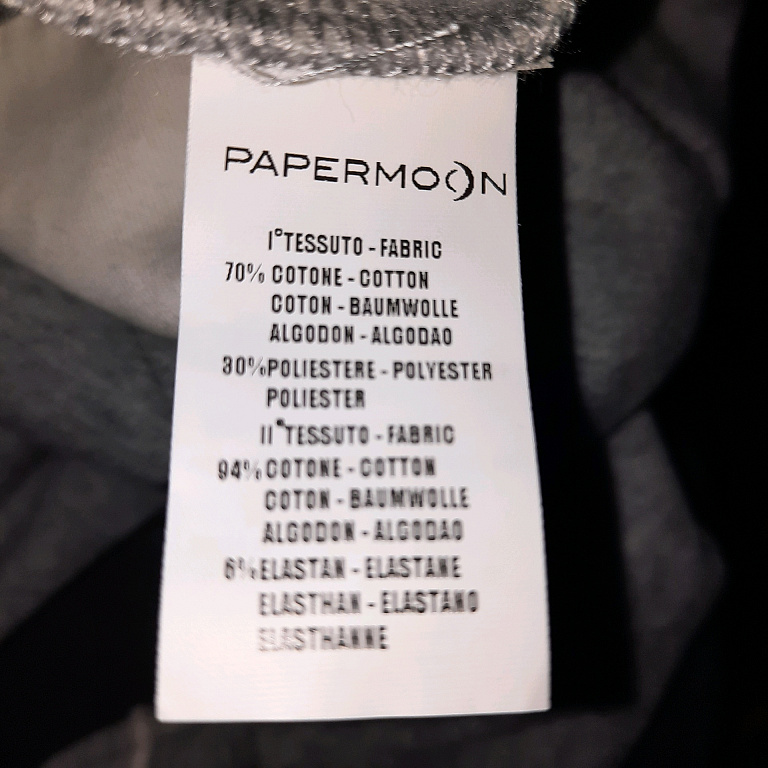 PAPERMOON
I°TESSUTO - FABRIC
70% COTONE - COTTON
COTON - BAUMWOLLE
ALGODON - ALGODAO
30% POLIESTERE - POLYESTER
POLIESTER
II°TESSUTO - FABRIC
94% COTONE - COTTON
COTON - BAUMWOLLE
ALGODON - ALGODAO
6% ELASTAN - ELASTANE
ELASTHAN - ELASTANO
ELASTHANNE